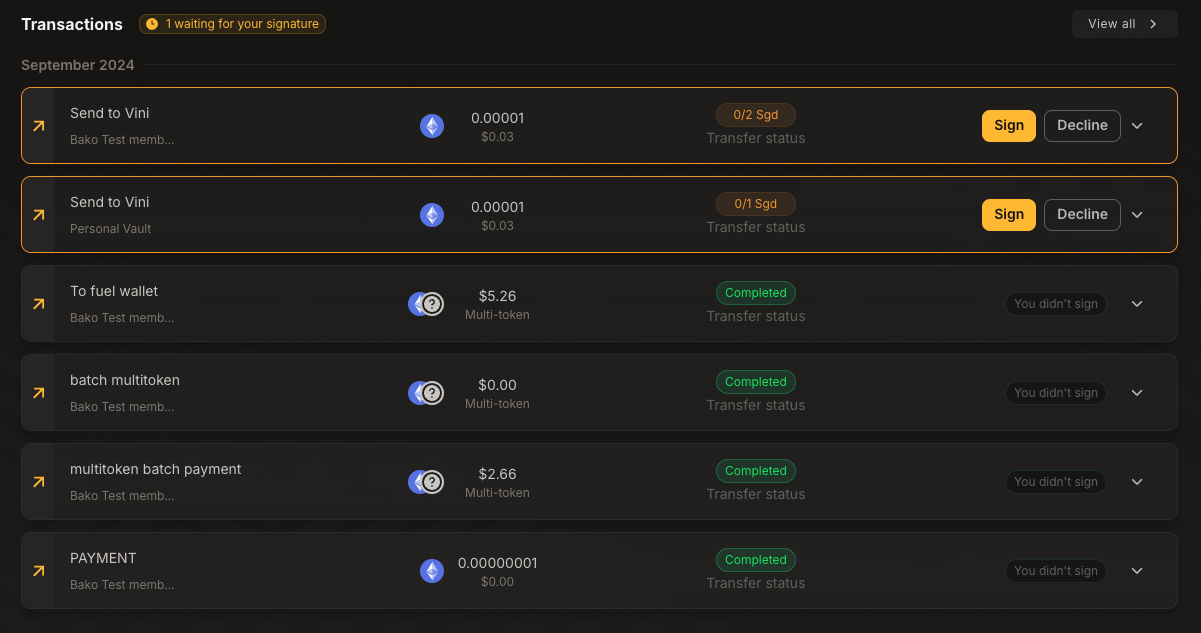 Transactions
1 waiting for your signature
View all
September 2024
Send to Vini
Bako Test memb...
0.00001
$0.03
0/2 Sgd
Transfer status
Sign
Decline
Send to Vini
Personal Vault
0.00001
$0.03
0/1 Sgd
Transfer status
Sign
Decline
To fuel wallet
Bako Test memb...
?
$5.26
Multi-token
Completed
Transfer status
You didn't sign
batch multitoken
Bako Test memb...
?
$0.00
Multi-token
Completed
Transfer status
You didn't sign
multitoken batch payment
Bako Test memb...
?
$2.66
Multi-token
Completed
Transfer status
You didn't sign
PAYMENT
Bako Test memb...
0.00000001
$0.00
Completed
Transfer status
You didn't sign